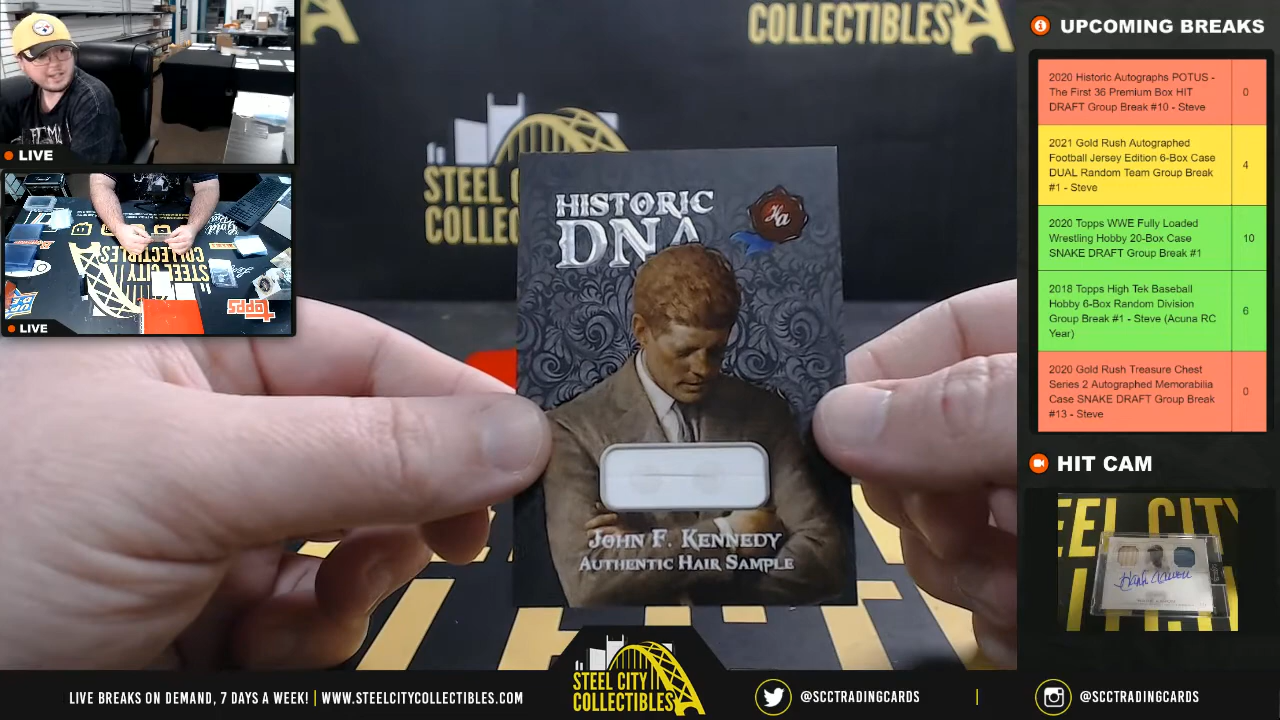 LIVE
LIVE
STEEL CITY
COLLECTIBLES
COLLECTIBLES
HISTORIC
DNA
Ha
JOHN F. KENNEDY
AUTHENTIC HAIR SAMPLE
UPCOMING BREAKS
2020 Historic Autographs POTUS -
The First 36 Premium Box HIT
DRAFT Group Break #10 - Steve
0
2021 Gold Rush Autographed
Football Jersey Edition 6-Box Case
DUAL Random Team Group Break
#1 - Steve
4
2020 Topps WWE Fully Loaded
Wrestling Hobby 20-Box Case
SNAKE DRAFT Group Break #1
10
2018 Topps High Tek Baseball
Hobby 6-Box Random Division
Group Break #1 - Steve (Acuna RC
Year)
6
2020 Gold Rush Treasure Chest
Series 2 Autographed Memorabilia
Case SNAKE DRAFT Group Break
#13 - Steve
0
HIT CAM
LIVE BREAKS ON DEMAND, 7 DAYS A WEEK! | WWW.STEELCITYCOLLECTIBLES.COM
STEEL CITY
COLLECTIBLES
@SCCTRADINGCARDS
|
@SCCTRADINGCARDS